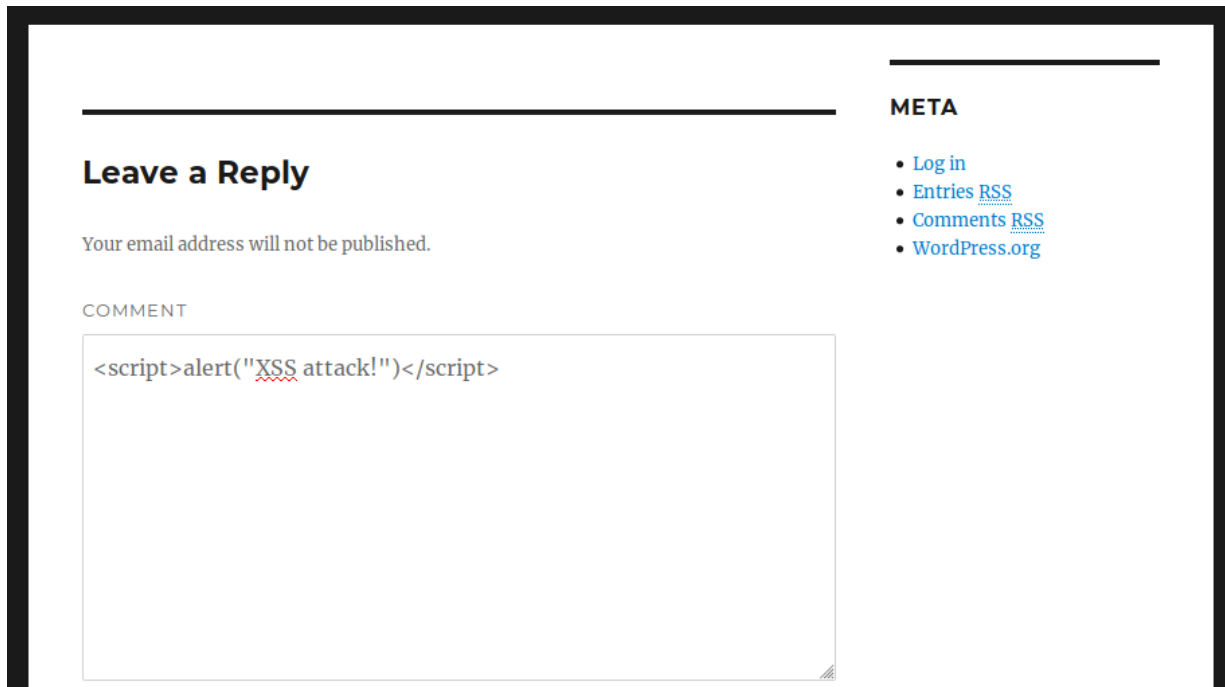 Leave a Reply
Your email address will not be published.
COMMENT
<script>alert("XSS attack!")</script>
META
Log in
Entries RSS
Comments RSS
WordPress.org